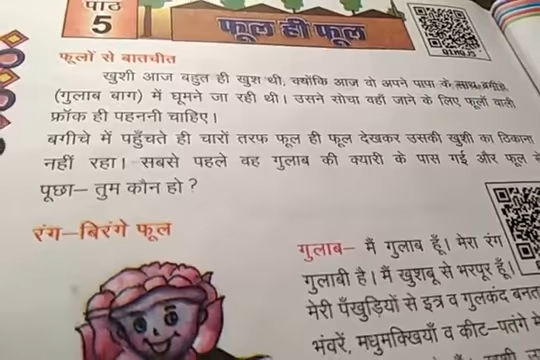 पाठ
5
फूल ही फूल
फूलों से बातचीत
खुशी आज बहुत ही खुश थी, क्योंकि आज वो अपने पापा के साथ बगीचे
(गुलाब बाग) में घूमने जा रही थी। उसने सोचा वहाँ जाने के लिए फूलों वाली
फ्रॉक ही पहननी चाहिए।
बगीचे में पहुँचते ही चारों तरफ फूल ही फूल देखकर उसकी खुशी का ठिकाना
नहीं रहा। सबसे पहले वह गुलाब की क्यारी के पास गई और फूल
पूछा– तुम कौन हो ?
रंग–बिरंगे फूल
गुलाब– मैं गुलाब हूँ। मेरा रंग
गुलाबी है। मैं खुशबू से भरपूर हूँ।
मेरी पँखुड़ियों से इत्र व गुलकंद
भंवरें, मधुमक्खियाँ व कीट–पतंगे